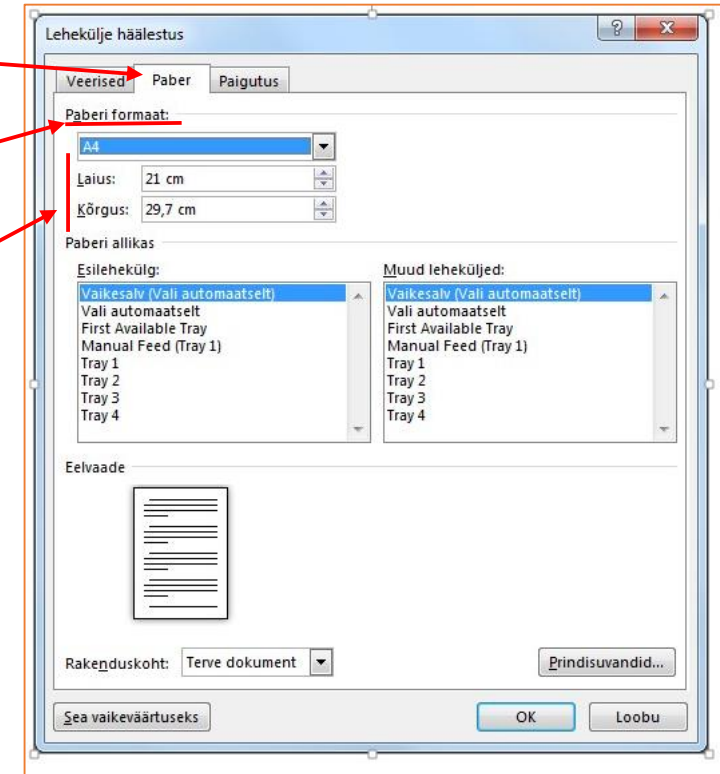 Lehekülje häälestus
Veerised Paber Paigutus
Paberi formaat:
A4
Laius: 21 cm
Kõrgus: 29,7 cm
Paberi allikas
Esilehekülg: Muud leheküljed:
Vaikesalv (Vali automaatselt) Vaikesalv (Vali automaatselt)
Vali automaatselt Vali automaatselt
First Available Tray First Available Tray
Manual Feed (Tray 1) Manual Feed (Tray 1)
Tray 1 Tray 1
Tray 2 Tray 2
Tray 3 Tray 3
Tray 4 Tray 4
Eelvaade
Rakenduskoht: Terve dokument Prindisuvandid...
Sea vaikeväärtuseks OK Loobu